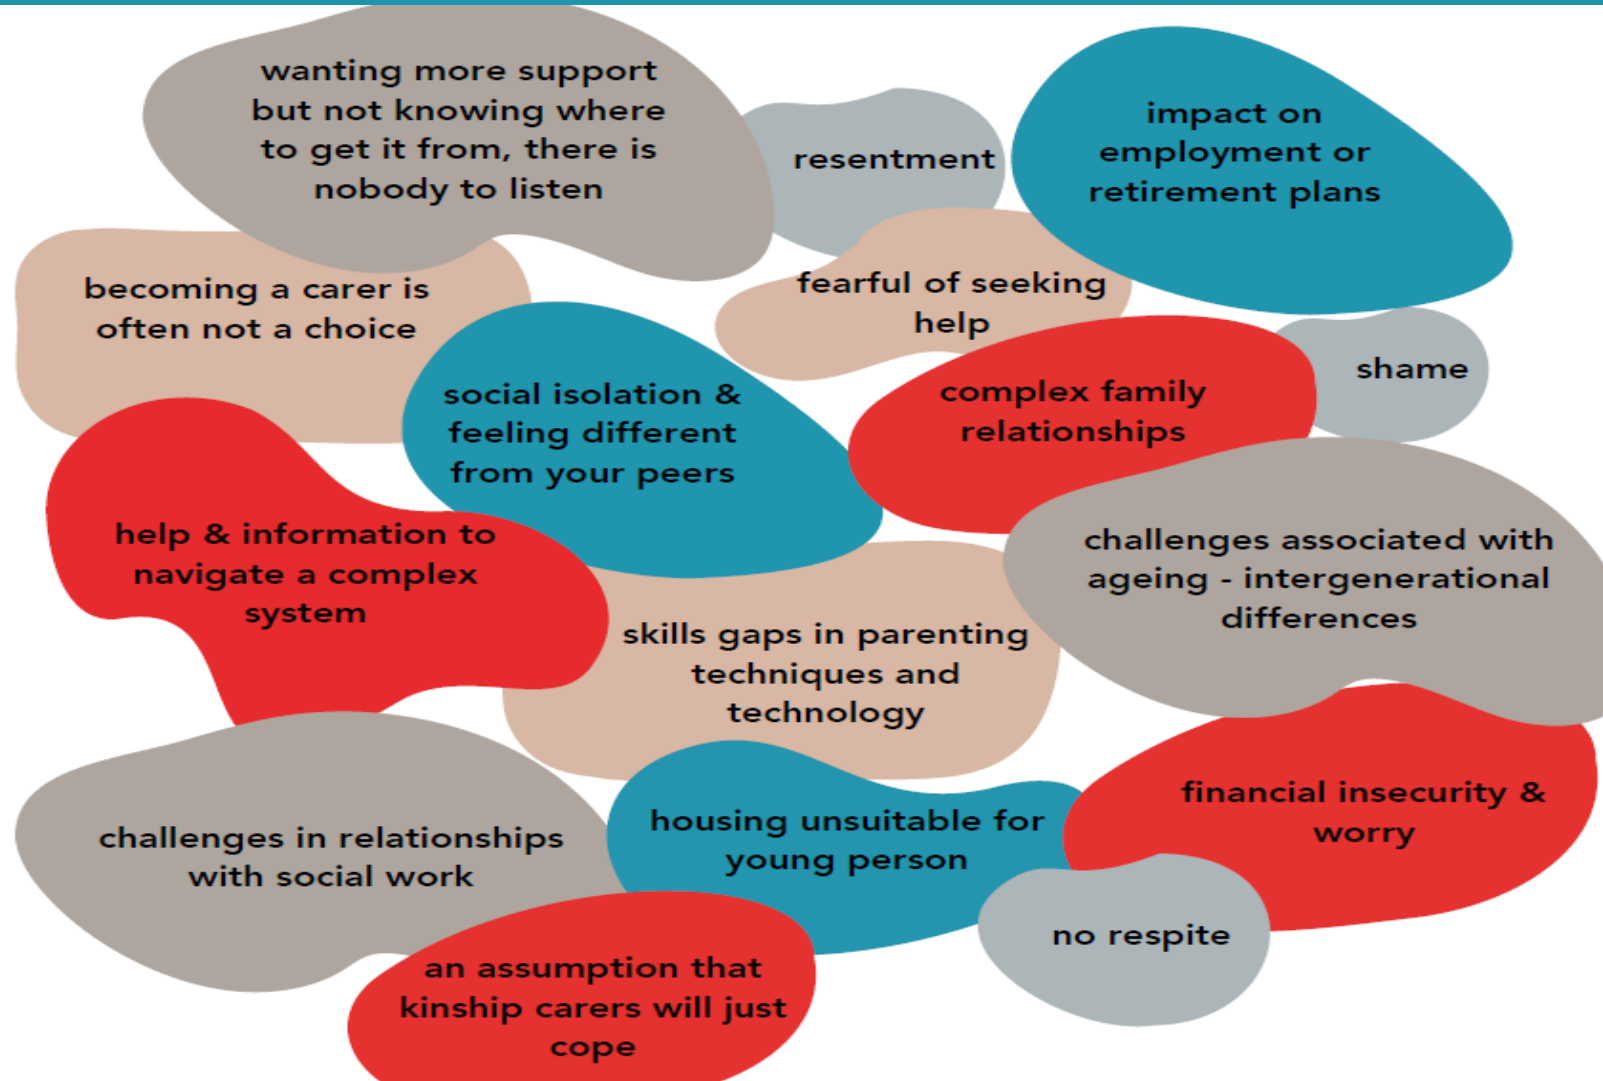 wanting more support
but not knowing where
to get it from, there is
nobody to listen
resentment
impact on
employment or
retirement plans
becoming a carer is
often not a choice
fearful of seeking
help
social isolation &
feeling different
from your peers
complex family
relationships
shame
help & information to
navigate a complex
system
challenges associated with
ageing - intergenerational
differences
skills gaps in parenting
techniques and
technology
challenges in relationships
with social work
housing unsuitable for
young person
financial insecurity &
worry
no respite
an assumption that
kinship carers will just
cope